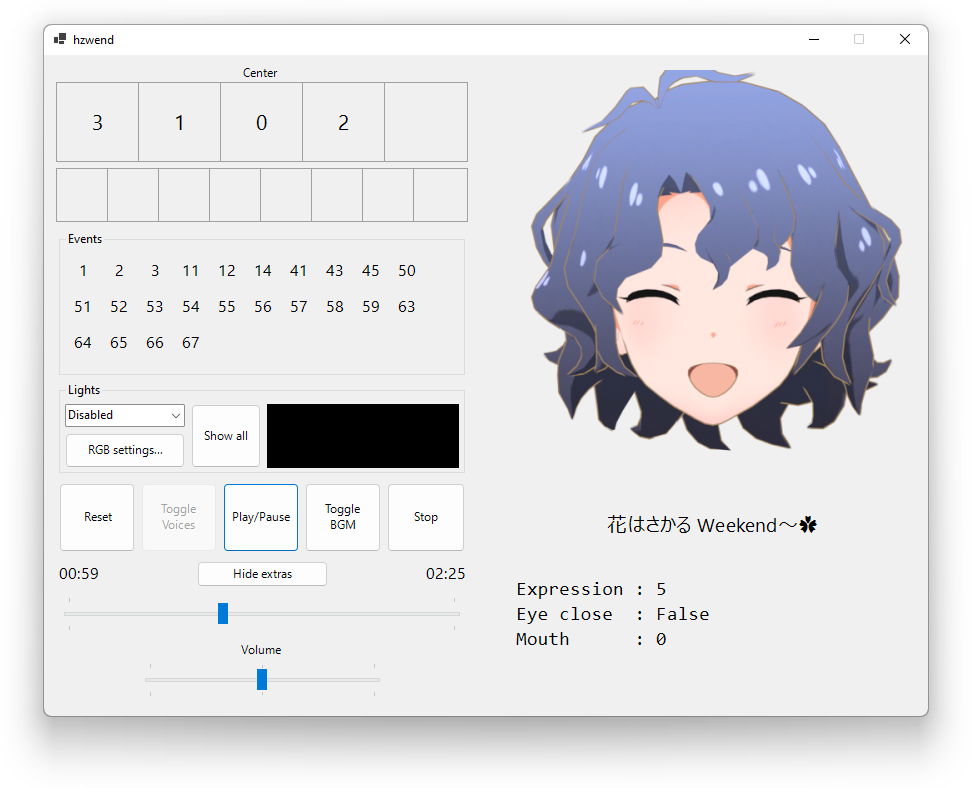 hzwend
Center
3 1 0 2
Events
1 2 3 11 12 14 41 43 45 50
51 52 53 54 55 56 57 58 59 63
64 65 66 67
Lights
Disabled
RGB settings...
Show all
Reset
Toggle
Voices
Play/Pause
Toggle
BGM
Stop
00:59
Hide extras
02:25
Volume
花はさかる Weekend～✽
Expression : 5
Eye close : False
Mouth : 0